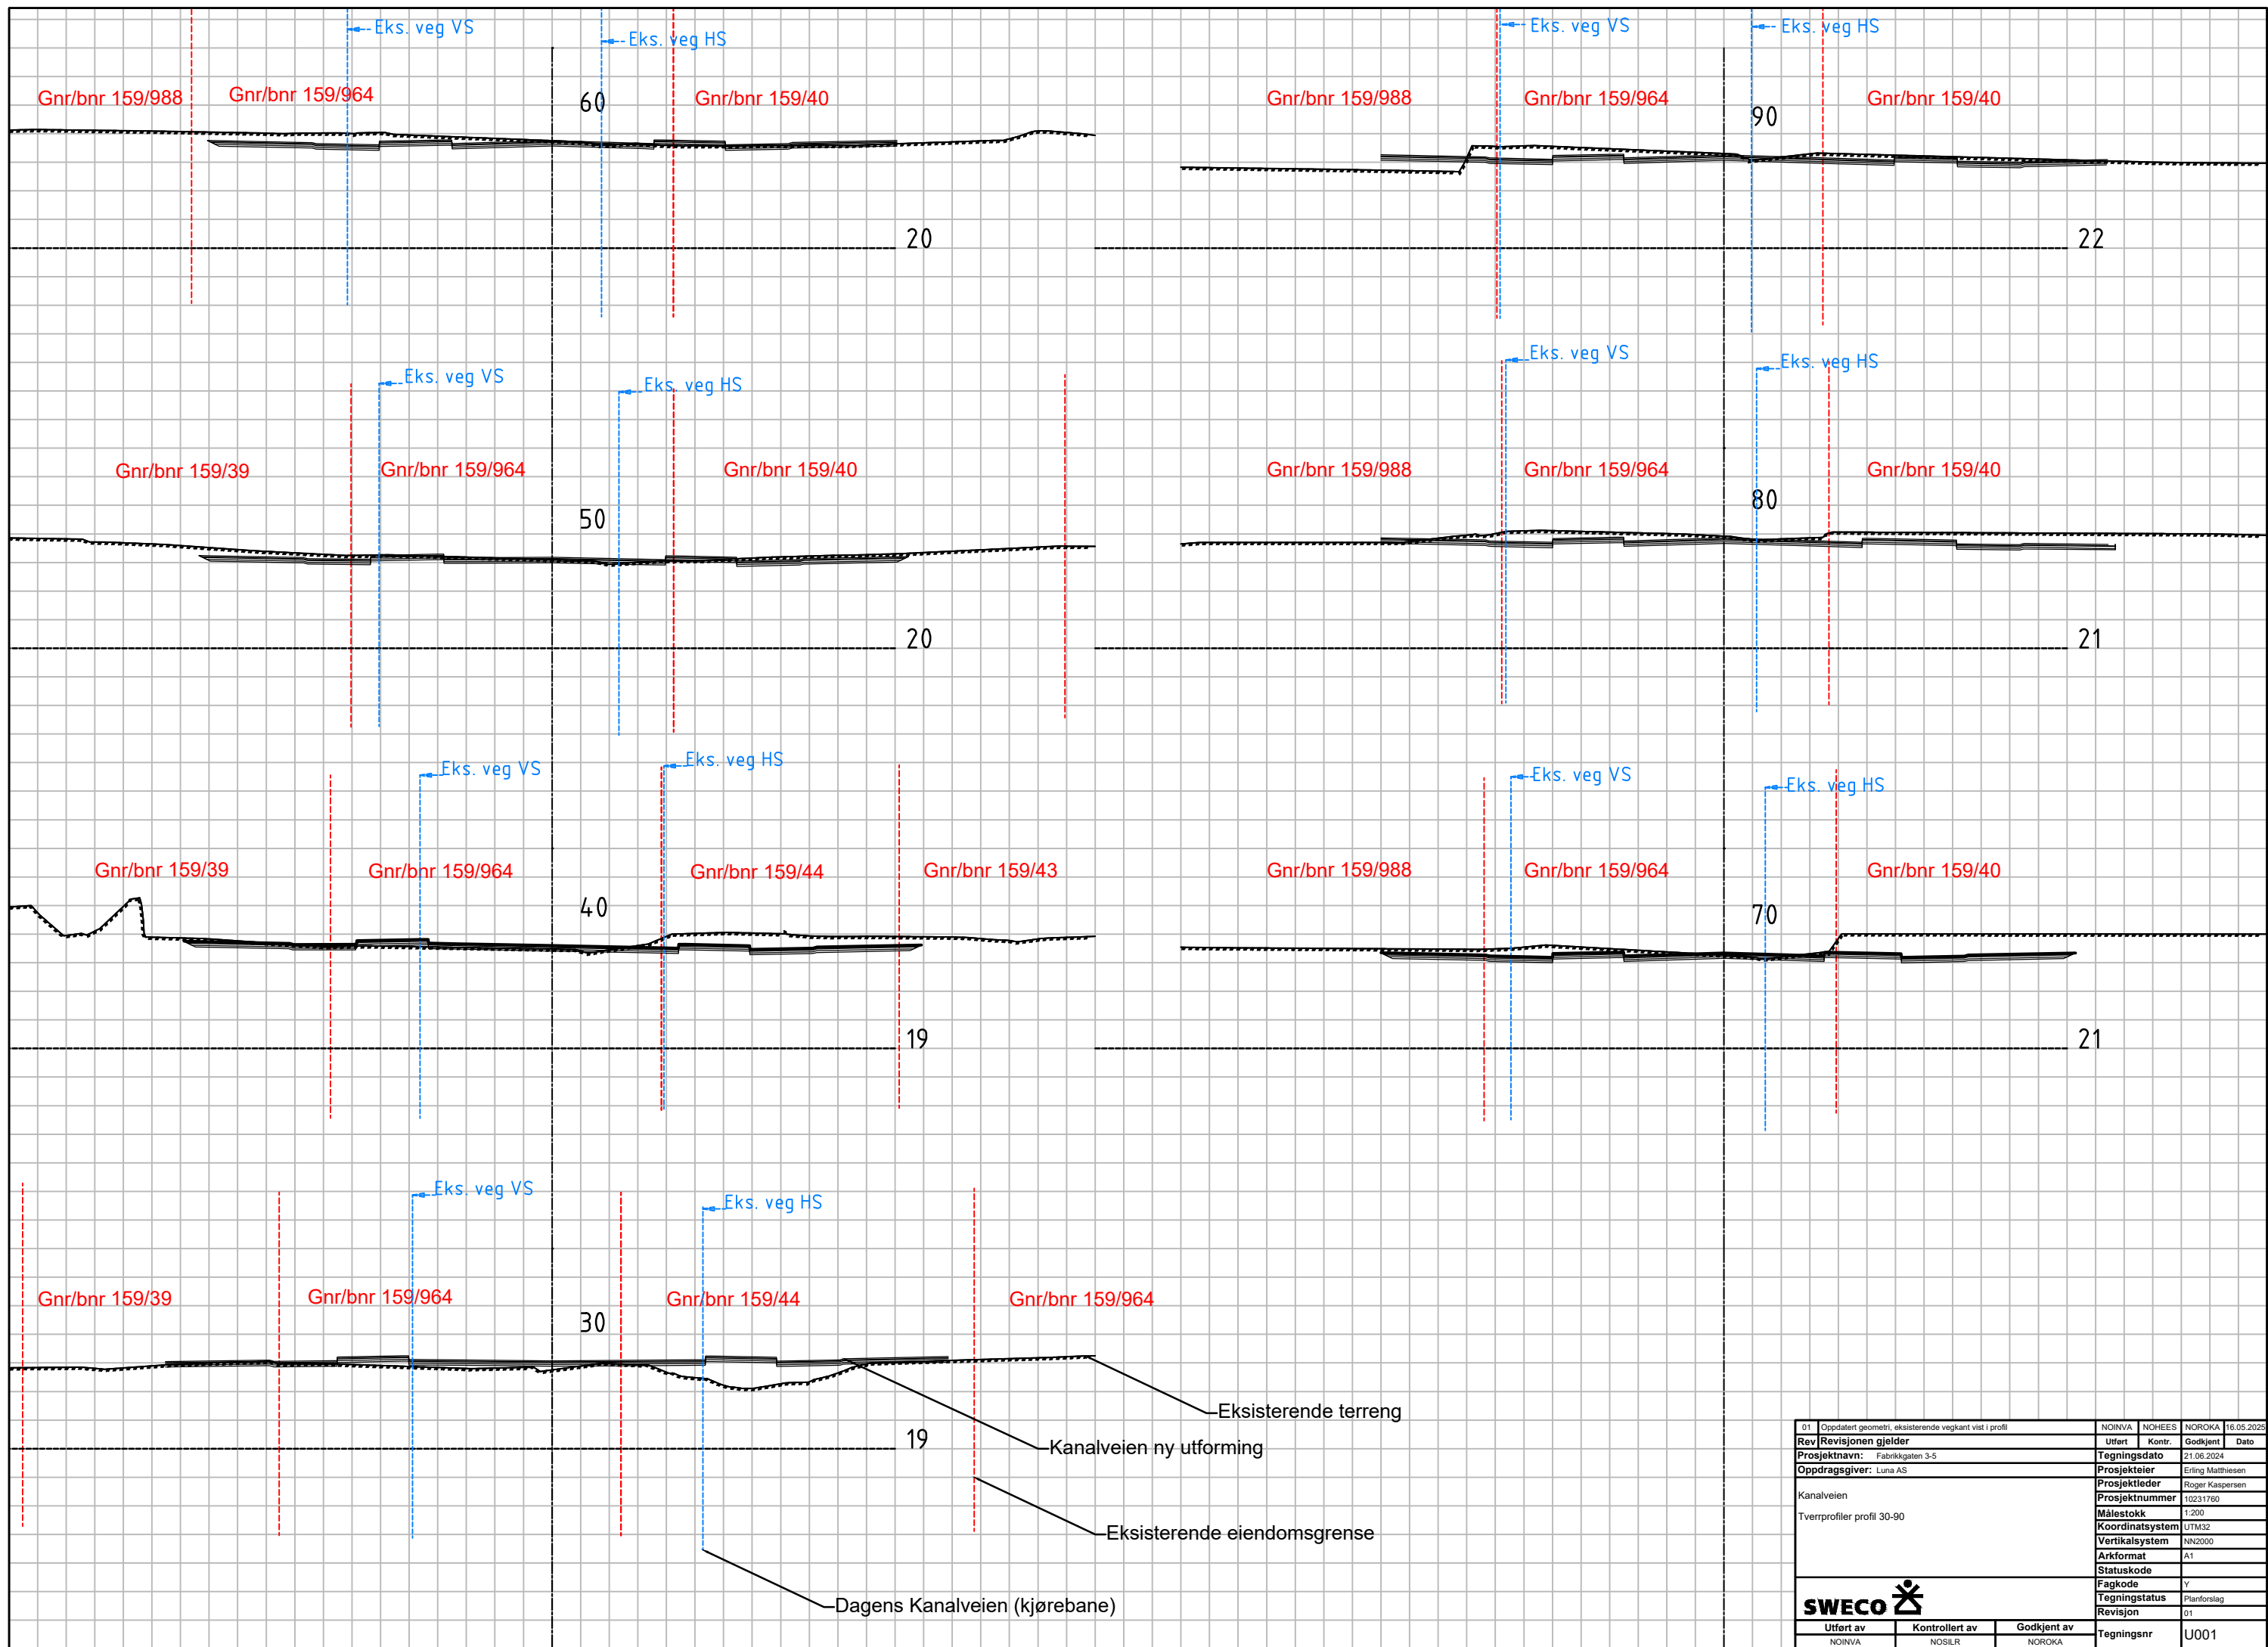 Eks. veg VS
Eks. veg HS
Gnr/bnr 159/988
Gnr/bnr 159/964
60
Gnr/bnr 159/40
20
Eks. veg VS
Eks. veg HS
Gnr/bnr 159/988
Gnr/bnr 159/964
90
Gnr/bnr 159/40
22
Eks. veg VS
Eks. veg HS
Gnr/bnr 159/39
Gnr/bnr 159/964
50
Gnr/bnr 159/40
20
Eks. veg VS
Eks. veg HS
Gnr/bnr 159/988
Gnr/bnr 159/964
80
Gnr/bnr 159/40
21
Eks. veg VS
Eks. veg HS
Gnr/bnr 159/39
Gnr/bnr 159/964
40
Gnr/bnr 159/44
Gnr/bnr 159/43
19
Eks. veg VS
Eks. veg HS
Gnr/bnr 159/988
Gnr/bnr 159/964
70
Gnr/bnr 159/40
21
Eks. veg VS
Eks. veg HS
Gnr/bnr 159/39
Gnr/bnr 159/964
30
Gnr/bnr 159/44
Gnr/bnr 159/964
19
Eksisterende terreng
Kanalveien ny utforming
Eksisterende eiendomsgrense
Dagens Kanalveien (kjørebane)
01 Oppdatert geometri, eksisterende vegkant vist i profil NOINVA NOHEES NOROKA 16.05.2025
Rev Revisjonen gjelder Utført Kontr. Godkjent Dato
Prosjektnavn: Fabrikkgaten 3-5
Oppdragsgiver: Luna AS
Kanalveien
Tverrprofiler profil 30-90
Tegningsdato 21.06.2024
Prosjekteier Erling Matthiesen
Prosjektleder Roger Kaspersen
Prosjektnummer 10231760
Målestokk 1:200
Koordinatsystem UTM32
Vertikalsystem NN2000
Arkformat A1
Statuskode
Fagkode Y
Tegningstatus Planforslag
Revisjon 01
Tegningsnr U001
SWECO
Utført av Kontrollert av Godkjent av
NOINVA NOSILR NOROKA